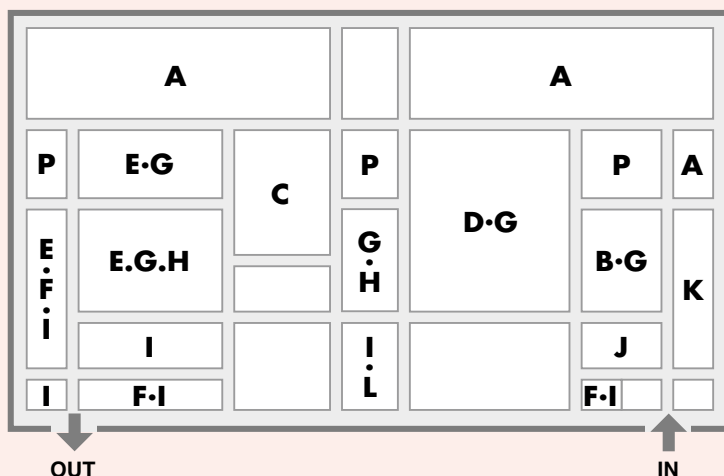 A
A
P
E·G
C
P
D·G
P
A
E·F·I
E.G.H
G·H
B·G
K
I
I·L
J
I
F·I
F·I
OUT
IN